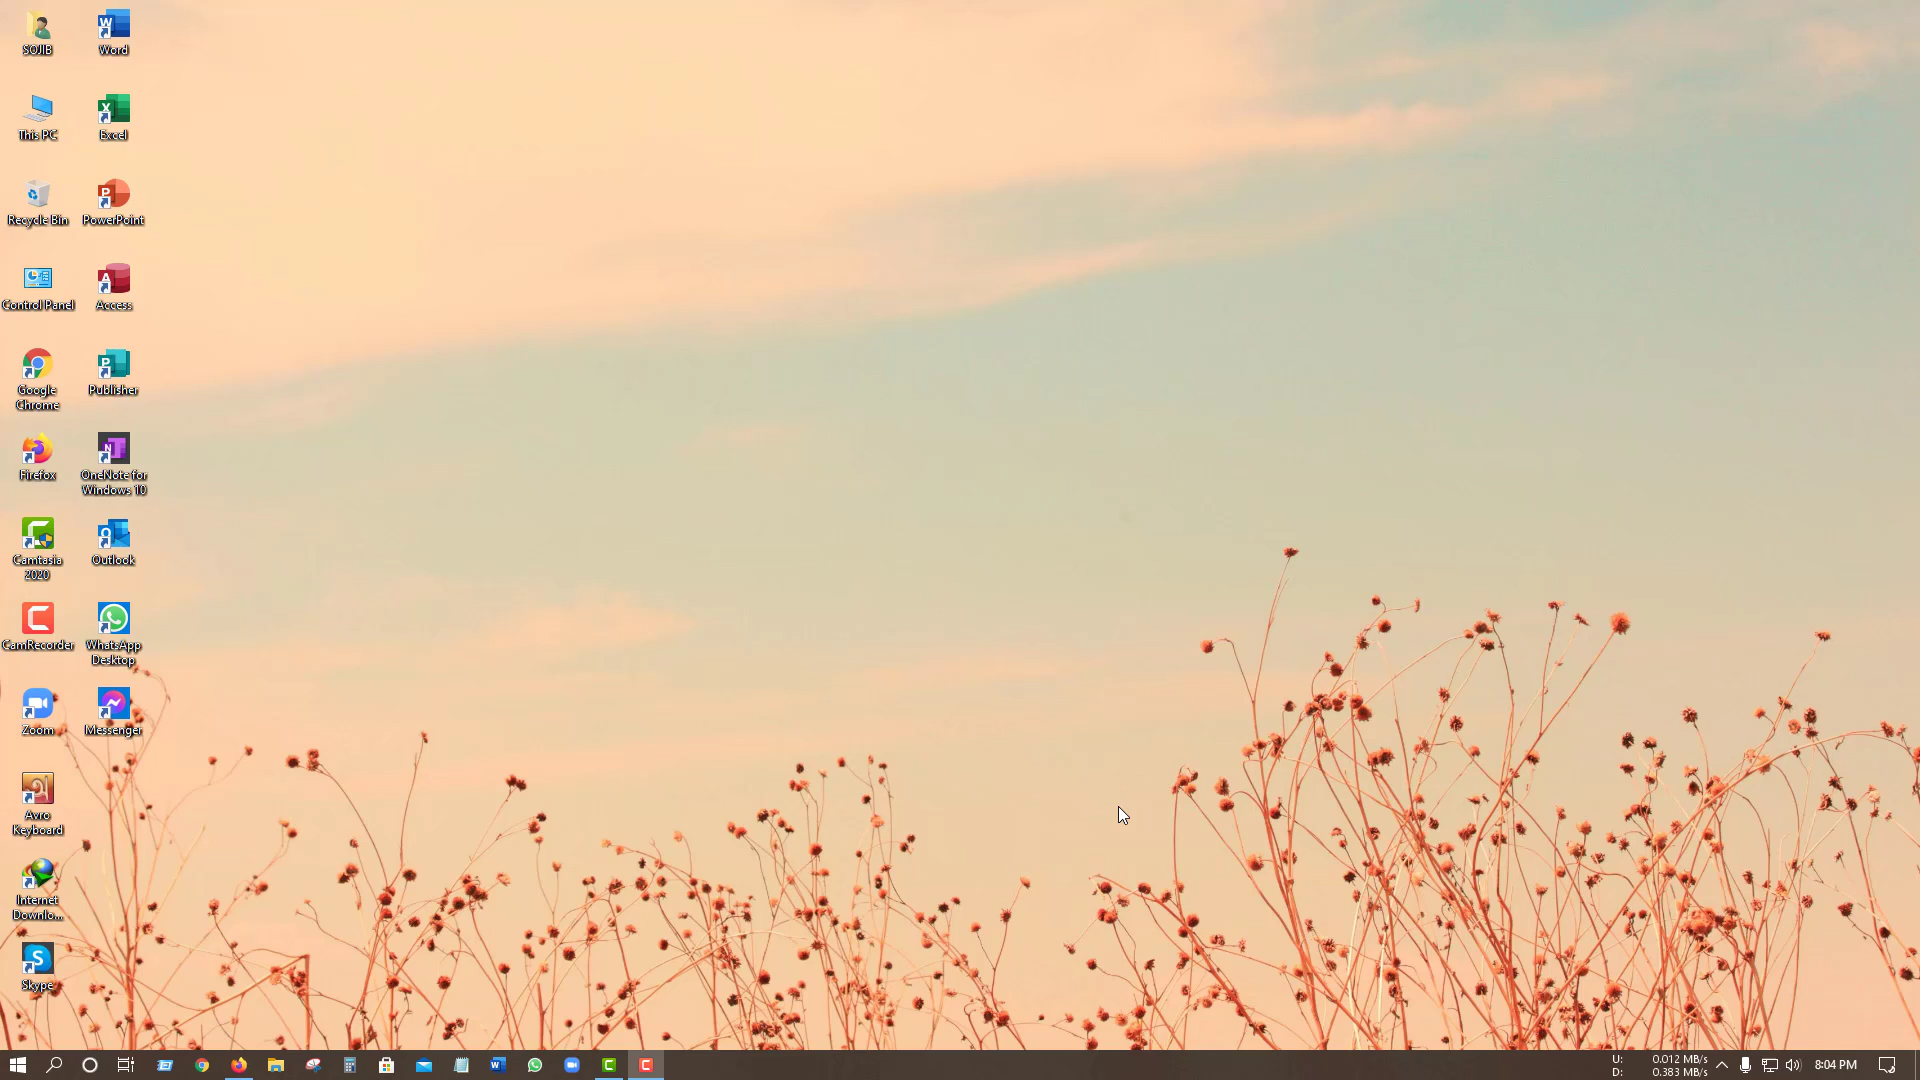 SOJIB
Word
This PC
Excel
Recycle Bin
PowerPoint
Control Panel
Access
Google
Chrome
Publisher
Firefox
OneNote for
Windows 10
Camtasia
2020
Outlook
CamRecorder
WhatsApp
Desktop
Zoom
Messenger
Avro
Keyboard
Internet
Downlo...
Skype
U: 0.012 MB/s
D: 0.383 MB/s
8:04 PM